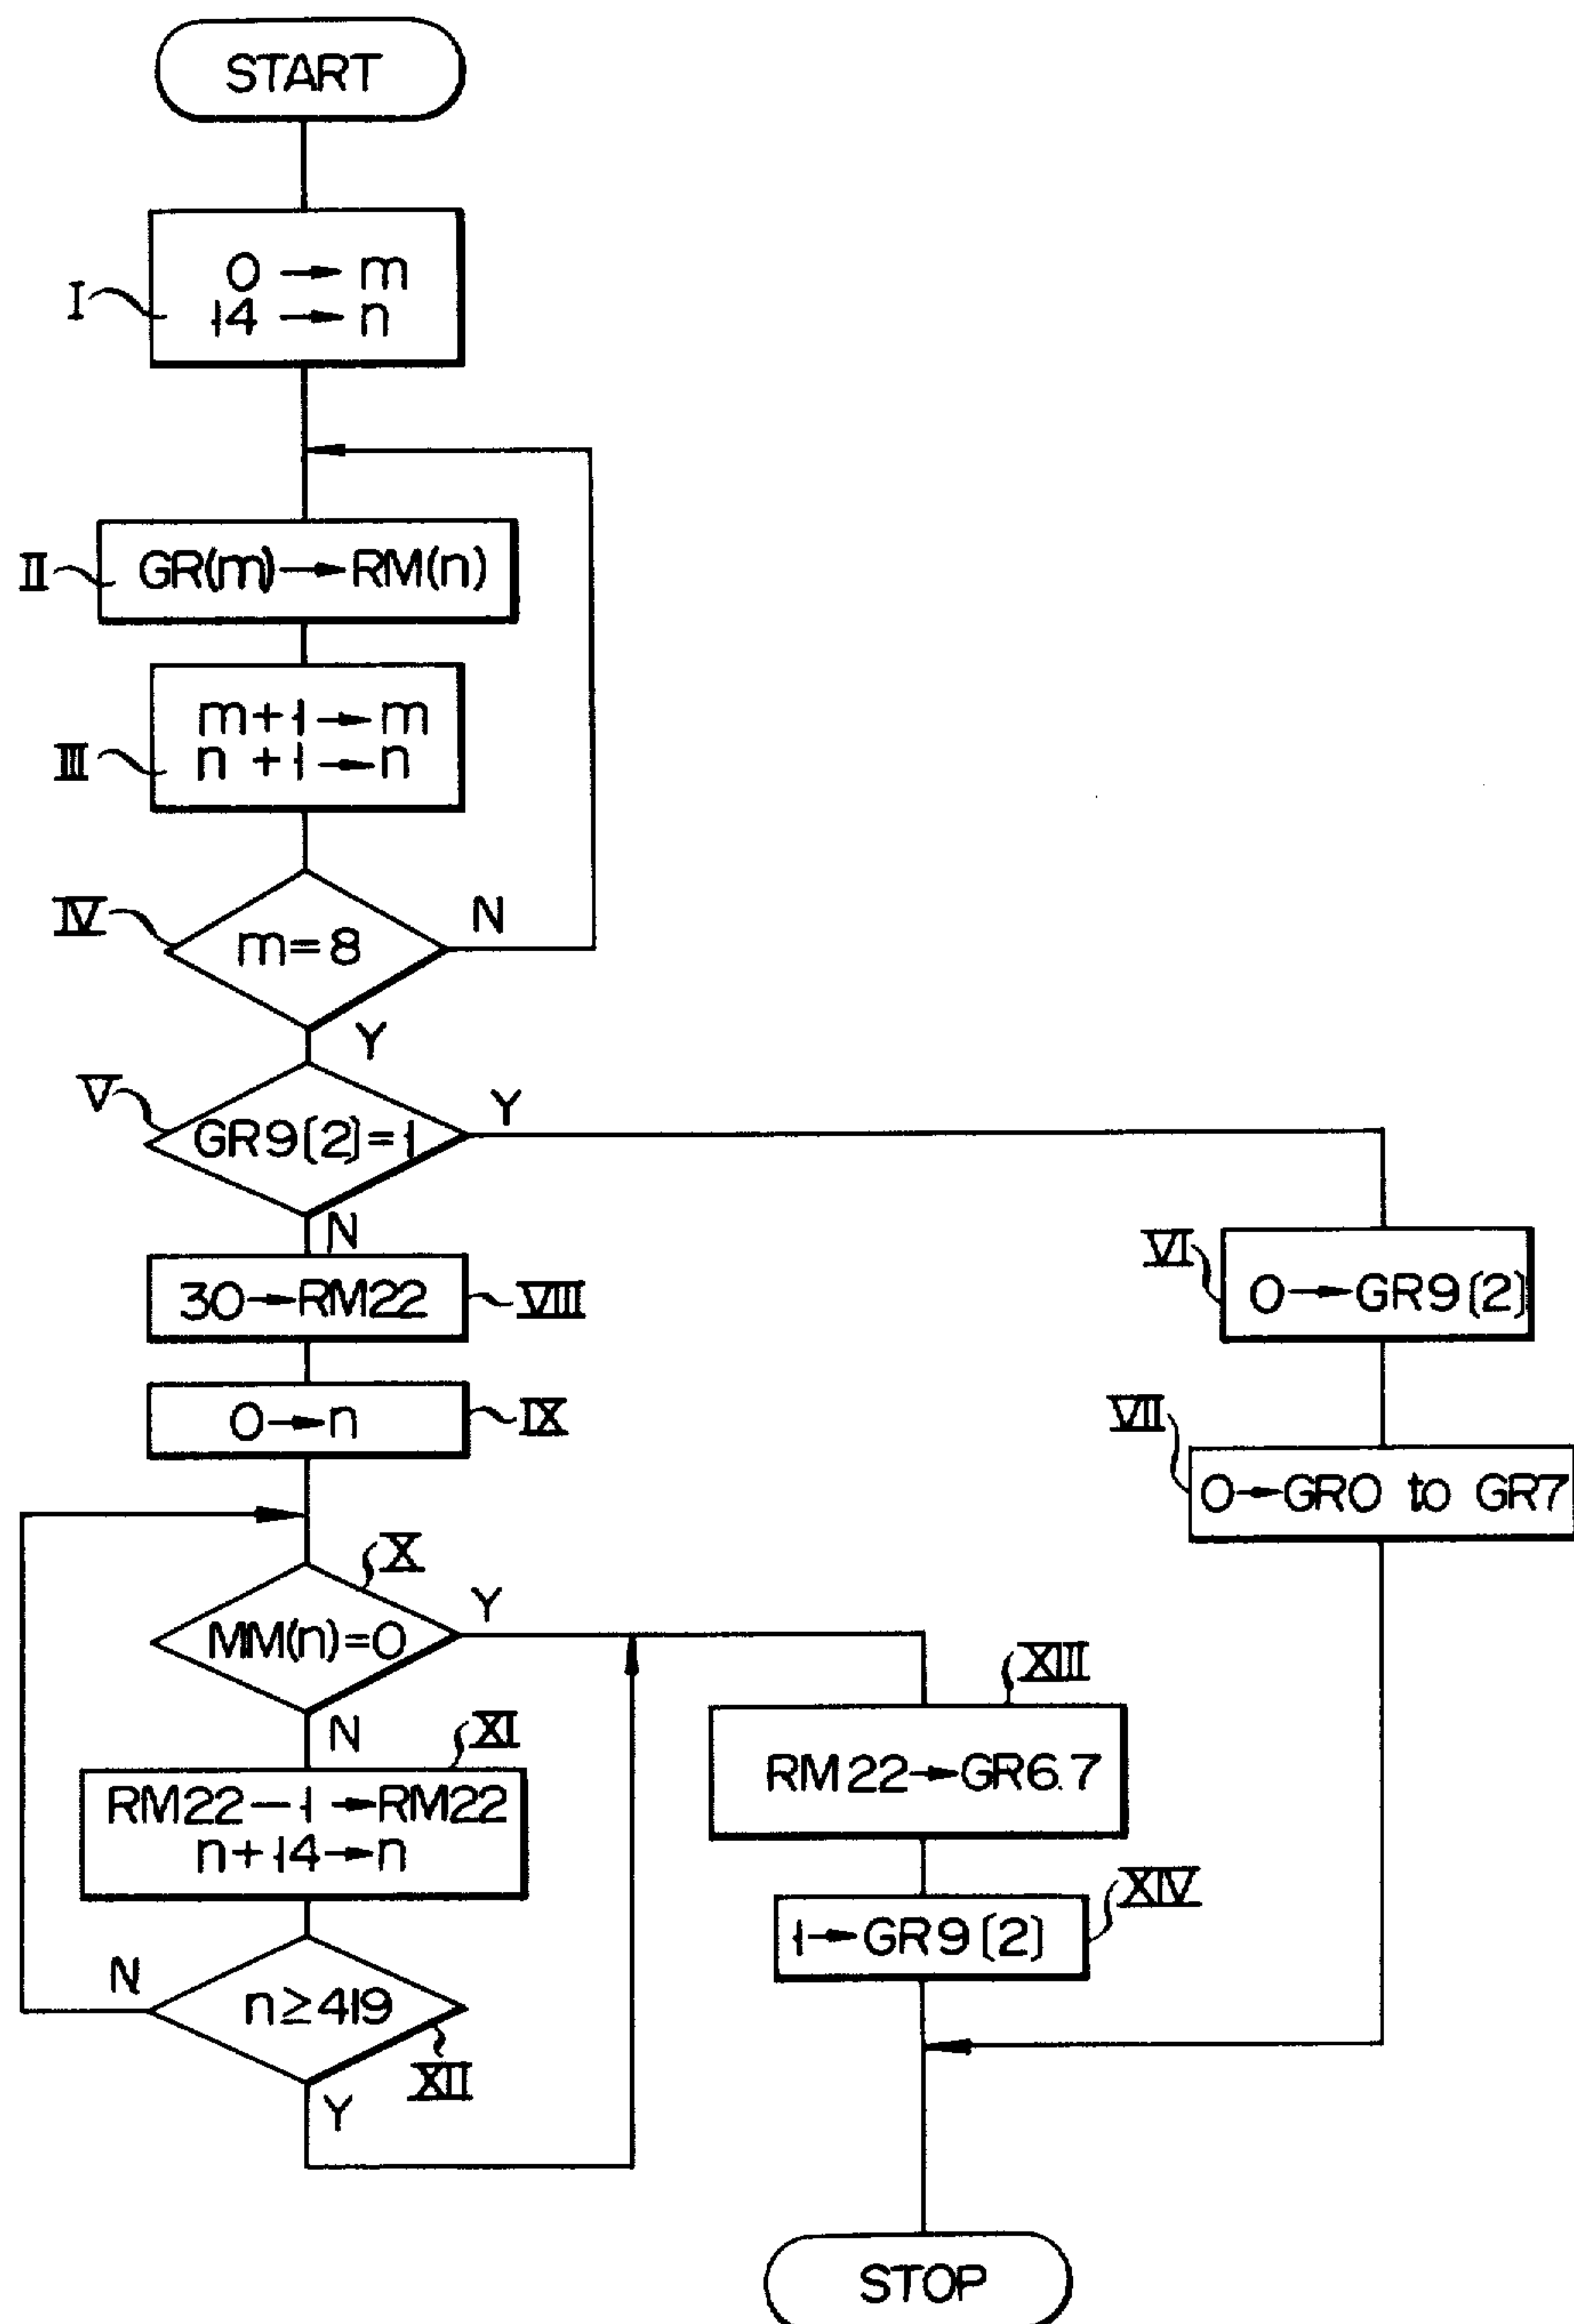 START
I
0 → m
14 → n
II
GR(m) → RM(n)
III
m+1 → m
n +1 → n
IV
m=8
N
Y
V
GR9[2]=1
Y
N
30→RM22
VIII
VI
0→GR9[2]
0→n
IX
VII
0→GR0 to GR7
X
MM(n)=0
Y
N
XI
RM22−1→RM22
n+14→n
XIII
RM22→GR6.7
XIV
1→GR9[2]
N
n≥419
XII
Y
STOP